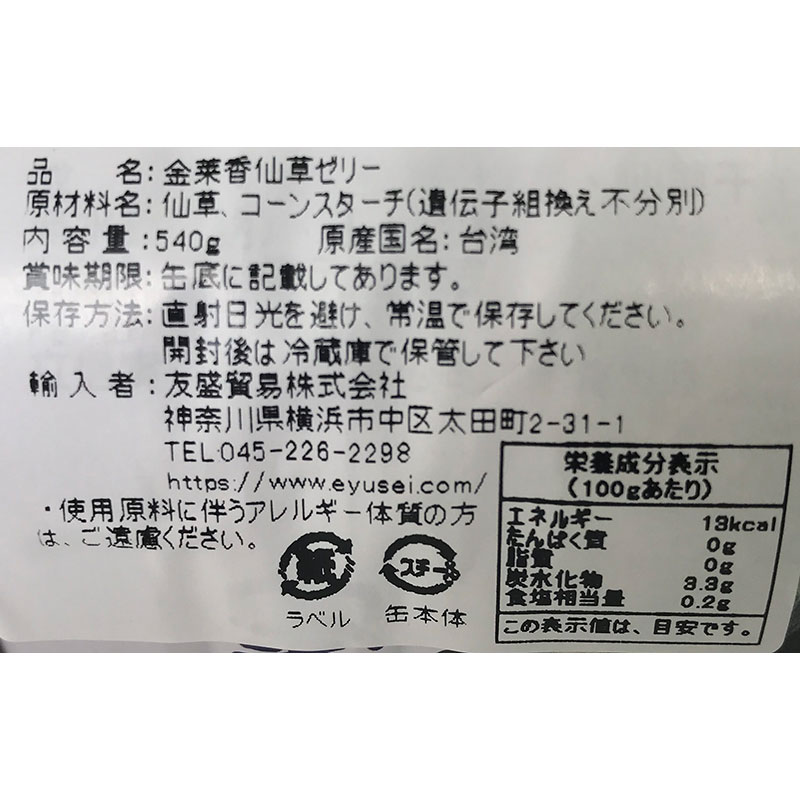 品 名：金莱香仙草ゼリー
原材料名：仙草、コーンスターチ（遺伝子組換え不分別）
内容量：540g 原産国名：台湾
賞味期限：缶底に記載してあります。
保存方法：直射日光を避け、常温で保存してください。
開封後は冷蔵庫で保管して下さい
輸入者：友盛貿易株式会社
神奈川県横浜市中区太田町2-31-1
TEL:045-226-2298
https://www.eyusei.com/
・使用原料に伴うアレルギー体質の方
は、ご遠慮ください。
紙
ラベル
スチール
缶本体
栄養成分表示
（100gあたり）
エネルギー 13kcal
たんぱく質 0g
脂質 0g
炭水化物 3.3g
食塩相当量 0.2g
この表示値は、目安です。